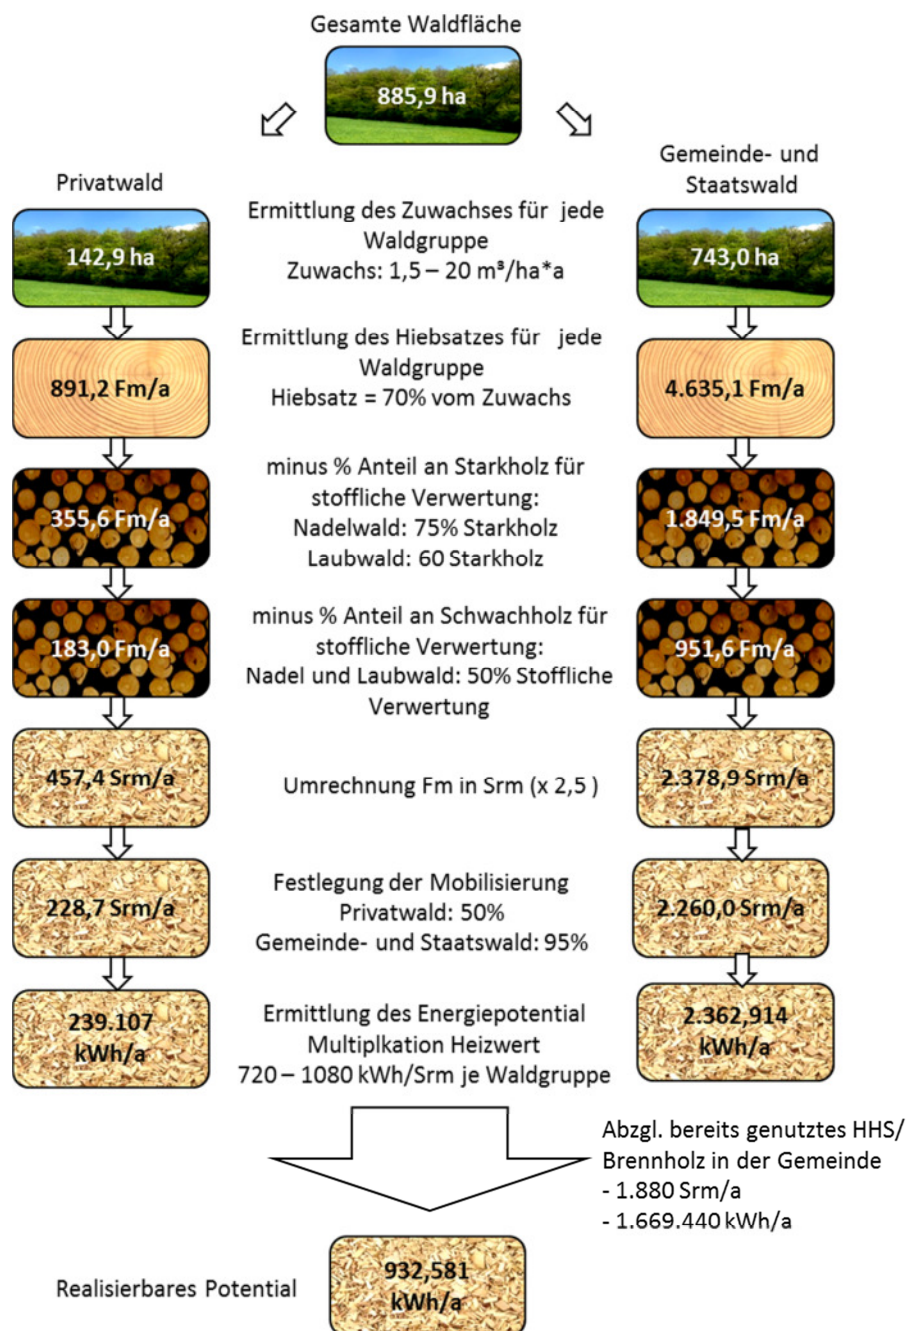 Gesamte Waldfläche
885,9 ha
Privatwald
Gemeinde- und
Staatswald
142,9 ha
Ermittlung des Zuwachses für jede
Waldgruppe
Zuwachs: 1,5 – 20 m³/ha*a
743,0 ha
891,2 Fm/a
Ermittlung des Hiebsatzes für jede
Waldgruppe
Hiebsatz = 70% vom Zuwachs
4.635,1 Fm/a
355,6 Fm/a
minus % Anteil an Starkholz für
stoffliche Verwertung:
Nadelwald: 75% Starkholz
Laubwald: 60 Starkholz
1.849,5 Fm/a
183,0 Fm/a
minus % Anteil an Schwachholz für
stoffliche Verwertung:
Nadel und Laubwald: 50% Stoffliche
Verwertung
951,6 Fm/a
457,4 Srm/a
Umrechnung Fm in Srm (x 2,5 )
2.378,9 Srm/a
228,7 Srm/a
Festlegung der Mobilisierung
Privatwald: 50%
Gemeinde- und Staatswald: 95%
2.260,0 Srm/a
239.107
kWh/a
Ermittlung des Energiepotential
Multiplkation Heizwert
720 – 1080 kWh/Srm je Waldgruppe
2.362,914
kWh/a
Abzgl. bereits genutztes HHS/
Brennholz in der Gemeinde
- 1.880 Srm/a
- 1.669.440 kWh/a
Realisierbares Potential
932,581
kWh/a